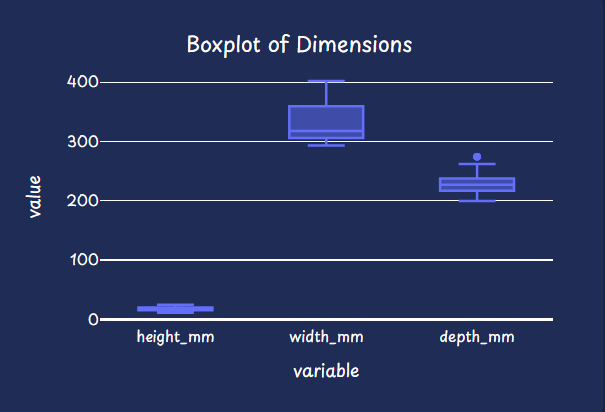 Boxplot of Dimensions
400
300
200
100
0
value
height_mm width_mm depth_mm
variable